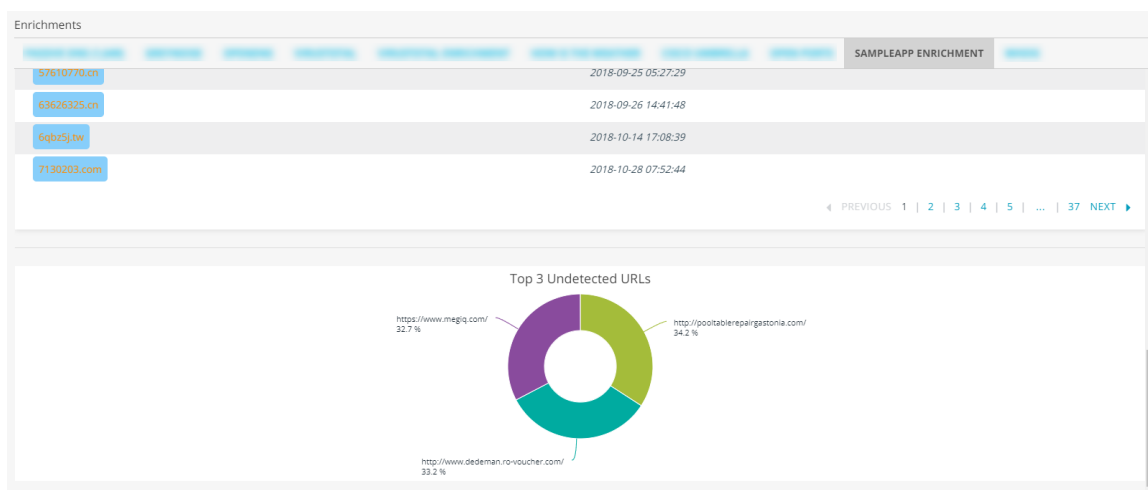 Enrichments
SAMPLEAPP ENRICHMENT
57610770.cn 2018-09-25 05:27:29
63626325.cn 2018-09-26 14:41:48
6qbz5j.tw 2018-10-14 17:08:39
7130203.com 2018-10-28 07:52:44
PREVIOUS 1 | 2 | 3 | 4 | 5 | ... | 37 NEXT
Top 3 Undetected URLs
https://www.megiq.com/
32.7 %
http://pooltablerepairgastonia.com/
34.2 %
http://www.dedeman.ro-voucher.com/
33.2 %